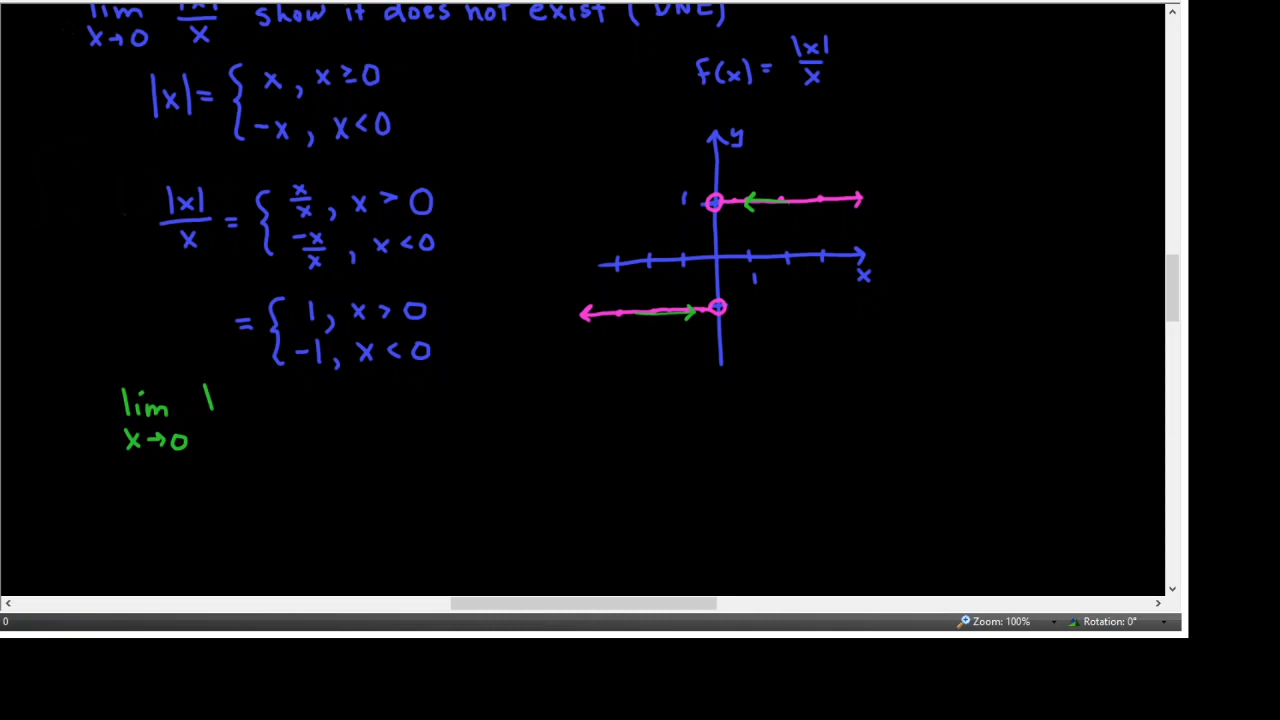 lim |x|/x show it does not exist (DNE)
x→0
|x| = { x , x ≥ 0
-x , x < 0
|x|/x = { x/x , x > 0
-x/x , x < 0
= { 1 , x > 0
-1 , x < 0
lim |
x→0
f(x) = |x|/x
y
1
1
x
0
Zoom: 100%
Rotation: 0°